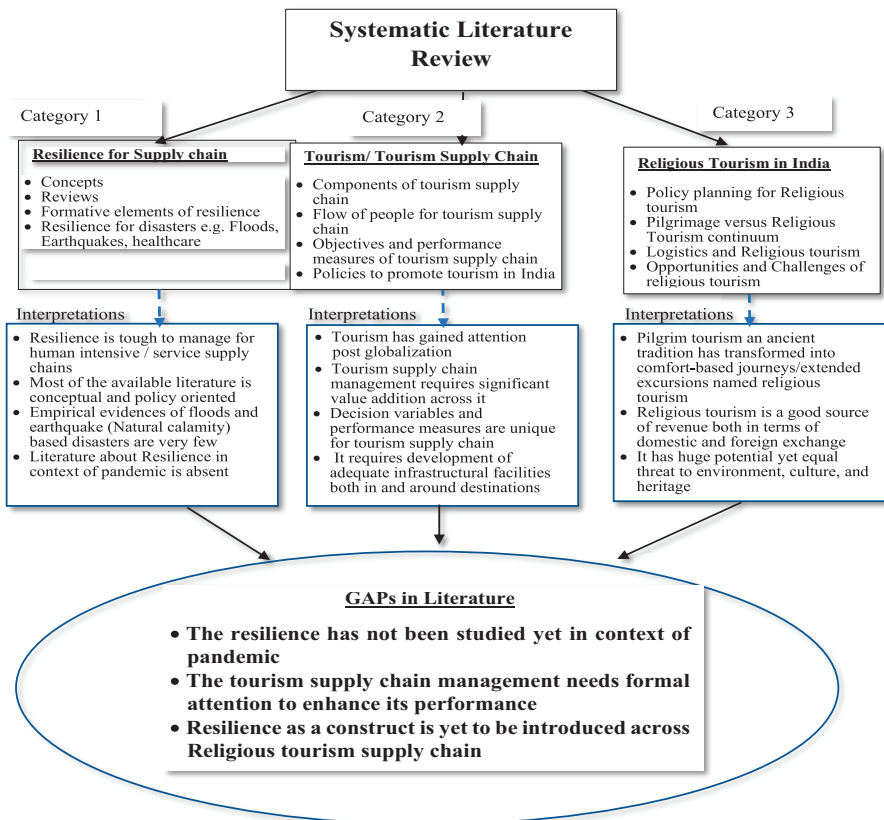 Systematic Literature
Review
Category 1
Category 2
Category 3
Resilience for Supply chain
• Concepts
• Reviews
• Formative elements of resilience
• Resilience for disasters e.g. Floods,
Earthquakes, healthcare
Tourism/ Tourism Supply Chain
• Components of tourism supply
chain
• Flow of people for tourism supply
chain
• Objectives and performance
measures of tourism supply chain
• Policies to promote tourism in India
Religious Tourism in India
• Policy planning for Religious
tourism
• Pilgrimage versus Religious
Tourism continuum
• Logistics and Religious tourism
• Opportunities and Challenges of
religious tourism
Interpretations
• Resilience is tough to manage for
human intensive / service supply
chains
• Most of the available literature is
conceptual and policy oriented
• Empirical evidences of floods and
earthquake (Natural calamity)
based disasters are very few
• Literature about Resilience in
context of pandemic is absent
Interpretations
• Tourism has gained attention
post globalization
• Tourism supply chain
management requires significant
value addition across it
• Decision variables and
performance measures are unique
for tourism supply chain
• It requires development of
adequate infrastructural facilities
both in and around destinations
Interpretations
• Pilgrim tourism an ancient
tradition has transformed into
comfort-based journeys/extended
excursions named religious
tourism
• Religious tourism is a good source
of revenue both in terms of
domestic and foreign exchange
• It has huge potential yet equal
threat to environment, culture, and
heritage
GAPs in Literature
• The resilience has not been studied yet in context of
pandemic
• The tourism supply chain management needs formal
attention to enhance its performance
• Resilience as a construct is yet to be introduced across
Religious tourism supply chain